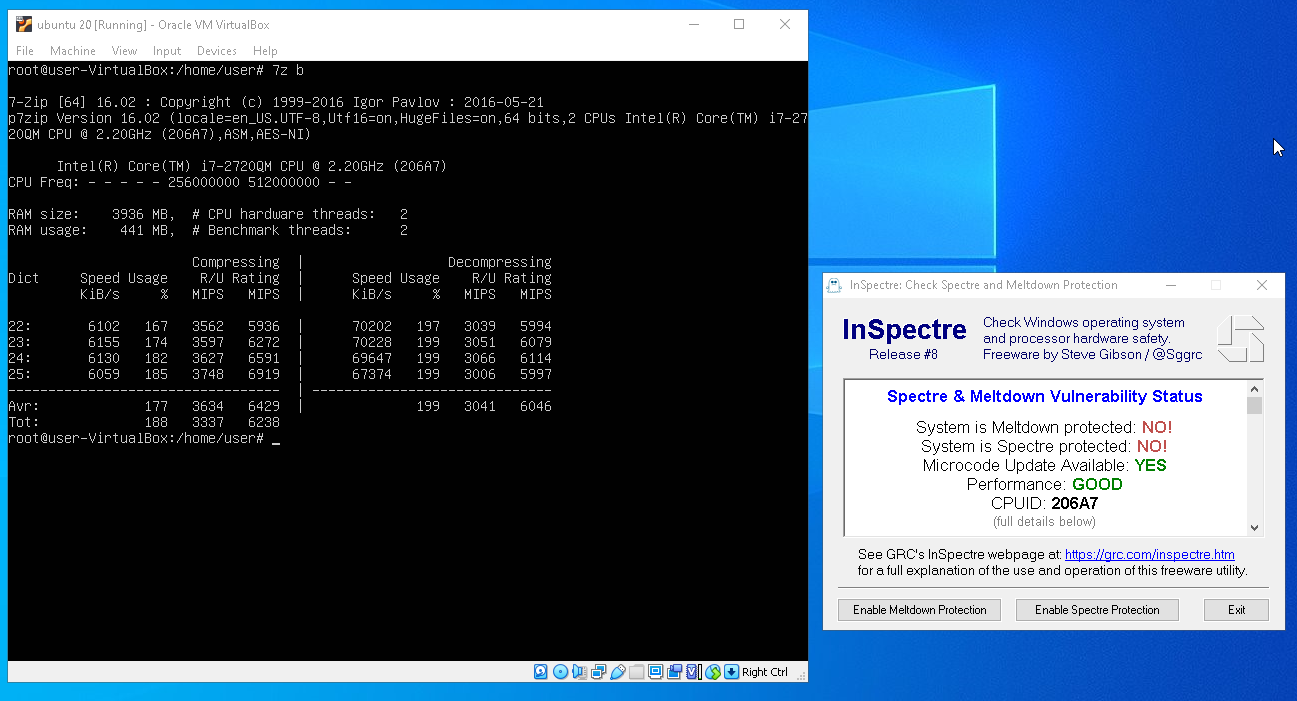 ubuntu 20 [Running] - Oracle VM VirtualBox
File Machine View Input Devices Help
root@user-VirtualBox:/home/user# 7z b
7-Zip [64] 16.02 : Copyright (c) 1999-2016 Igor Pavlov : 2016-05-21
p7zip Version 16.02 (locale=en_US.UTF-8,Utf16=on,HugeFiles=on,64 bits,2 CPUs Intel(R) Core(TM) i7-27
20QM CPU @ 2.20GHz (206A7),ASM,AES-NI)
Intel(R) Core(TM) i7-2720QM CPU @ 2.20GHz (206A7)
CPU Freq: - - - - - 256000000 512000000 - -
RAM size: 3936 MB, # CPU hardware threads: 2
RAM usage: 441 MB, # Benchmark threads: 2
Compressing | Decompressing
Dict Speed Usage R/U Rating | Speed Usage R/U Rating
KiB/s % MIPS MIPS | KiB/s % MIPS MIPS
22: 6102 167 3562 5936 | 70202 197 3039 5994
23: 6155 174 3597 6272 | 70228 199 3051 6079
24: 6130 182 3627 6591 | 69647 199 3066 6114
25: 6059 185 3748 6919 | 67374 199 3006 5997
---------------------------------- | ------------------------------
Avr: 177 3634 6429 | 199 3041 6046
Tot: 188 3337 6238
root@user-VirtualBox:/home/user# _
Right Ctrl
InSpectre: Check Spectre and Meltdown Protection
InSpectre
Release #8
Check Windows operating system
and processor hardware safety.
Freeware by Steve Gibson / @Sggrc
Spectre & Meltdown Vulnerability Status
System is Meltdown protected: NO!
System is Spectre protected: NO!
Microcode Update Available: YES
Performance: GOOD
CPUID: 206A7
(full details below)
See GRC's InSpectre webpage at: https://grc.com/inspectre.htm
for a full explanation of the use and operation of this freeware utility.
Enable Meltdown Protection Enable Spectre Protection Exit